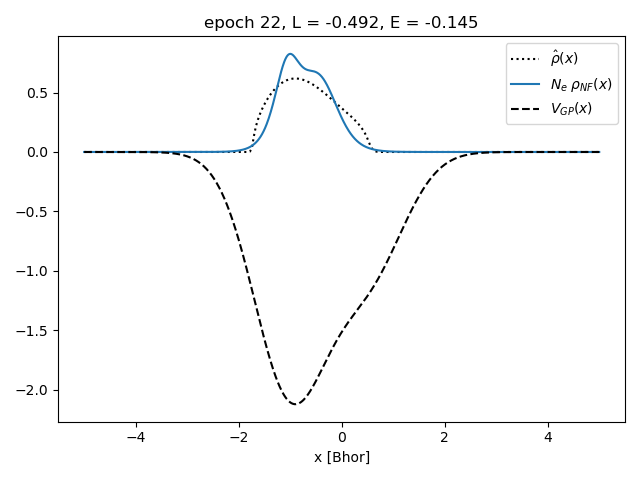 epoch 22, L = -0.492, E = -0.145
ρ̂(x)
N_e ρ_NF(x)
V_GP(x)
0.5
0.0
−0.5
−1.0
−1.5
−2.0
−4 −2 0 2 4
x [Bhor]